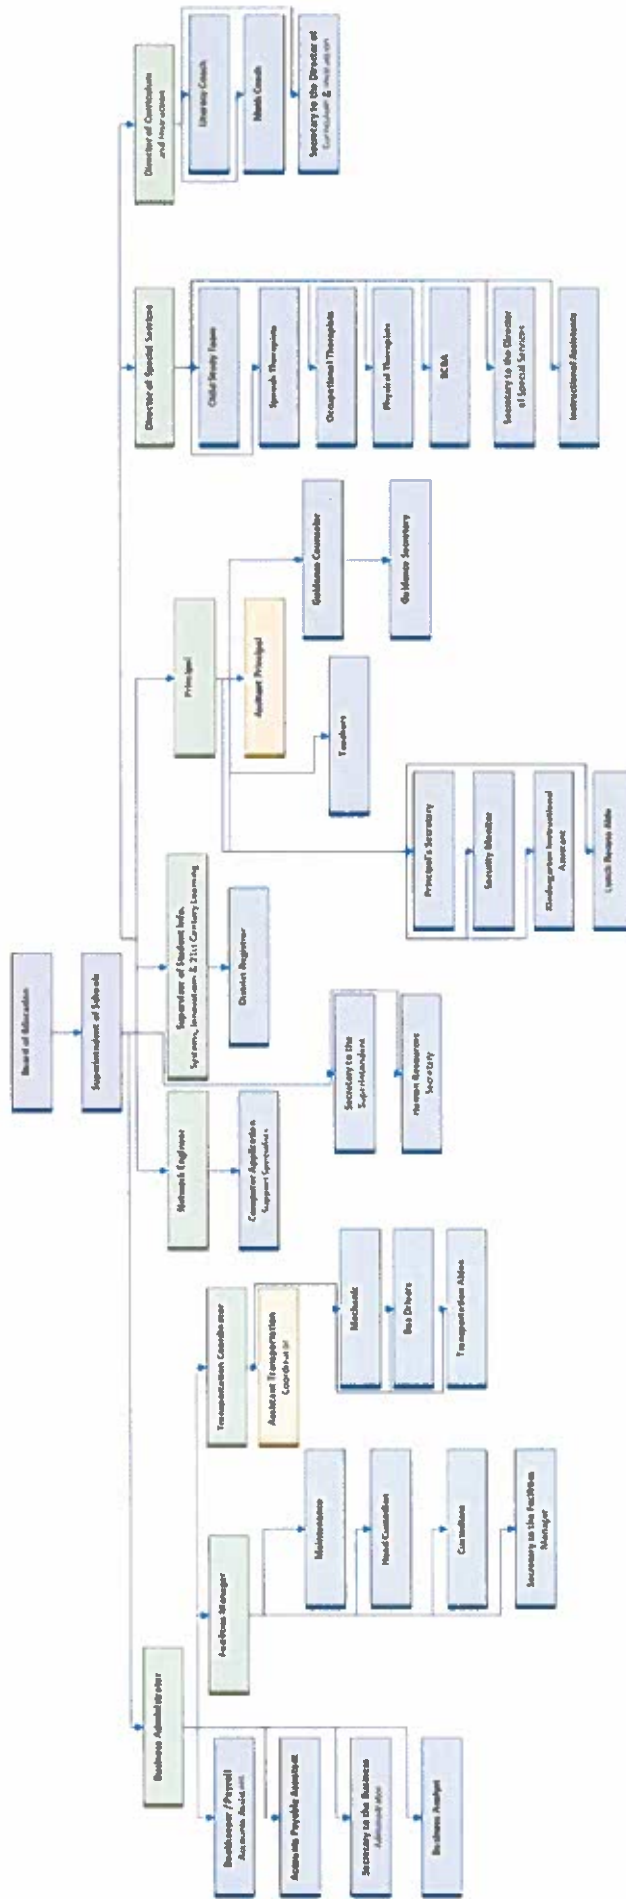 Board of Education
Superintendent of Schools
Business Administrator
Bookkeeper / Payroll
Accounts Assistant
Accounts Payable Assistant
Secretary to the Business
Administrator
Business Analyst
Facilities Manager
Maintenance
Head Custodian
Custodians
Secretary to the Facilities
Manager
Transportation Coordinator
Assistant Transportation
Coordinator
Mechanic
Bus Drivers
Transportation Aides
Network Engineer
Computer Application
Support Specialists
Secretary to the
Superintendent
Human Resources
Secretary
Supervisor of Student Info.
Systems, Innovation & 21st Century Learning
District Registrar
Principal
Assistant Principal
Teachers
Principal's Secretary
Security Monitor
Kindergarten Instructional
Assistant
Lunch Recess Aide
Guidance Counselor
Guidance Secretary
Director of Special Services
Child Study Team
Speech Therapists
Occupational Therapists
Physical Therapists
BCBA
Secretary to the Director
of Special Services
Instructional Assistants
Director of Curriculum
and Instruction
Literacy Coach
Math Coach
Secretary to the Director of
Curriculum & Instruction